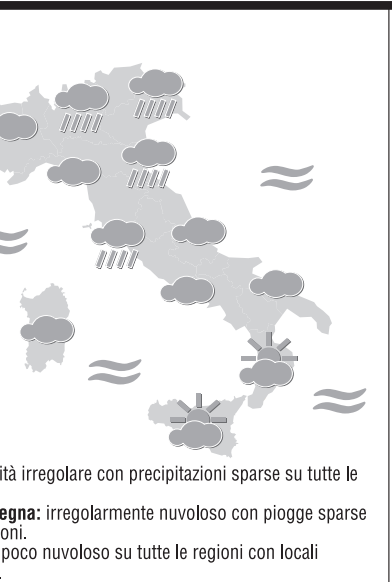 ità irregolare con precipitazioni sparse su tutte le
egna: irregolarmente nuvoloso con piogge sparse
oni.
poco nuvoloso su tutte le regioni con locali